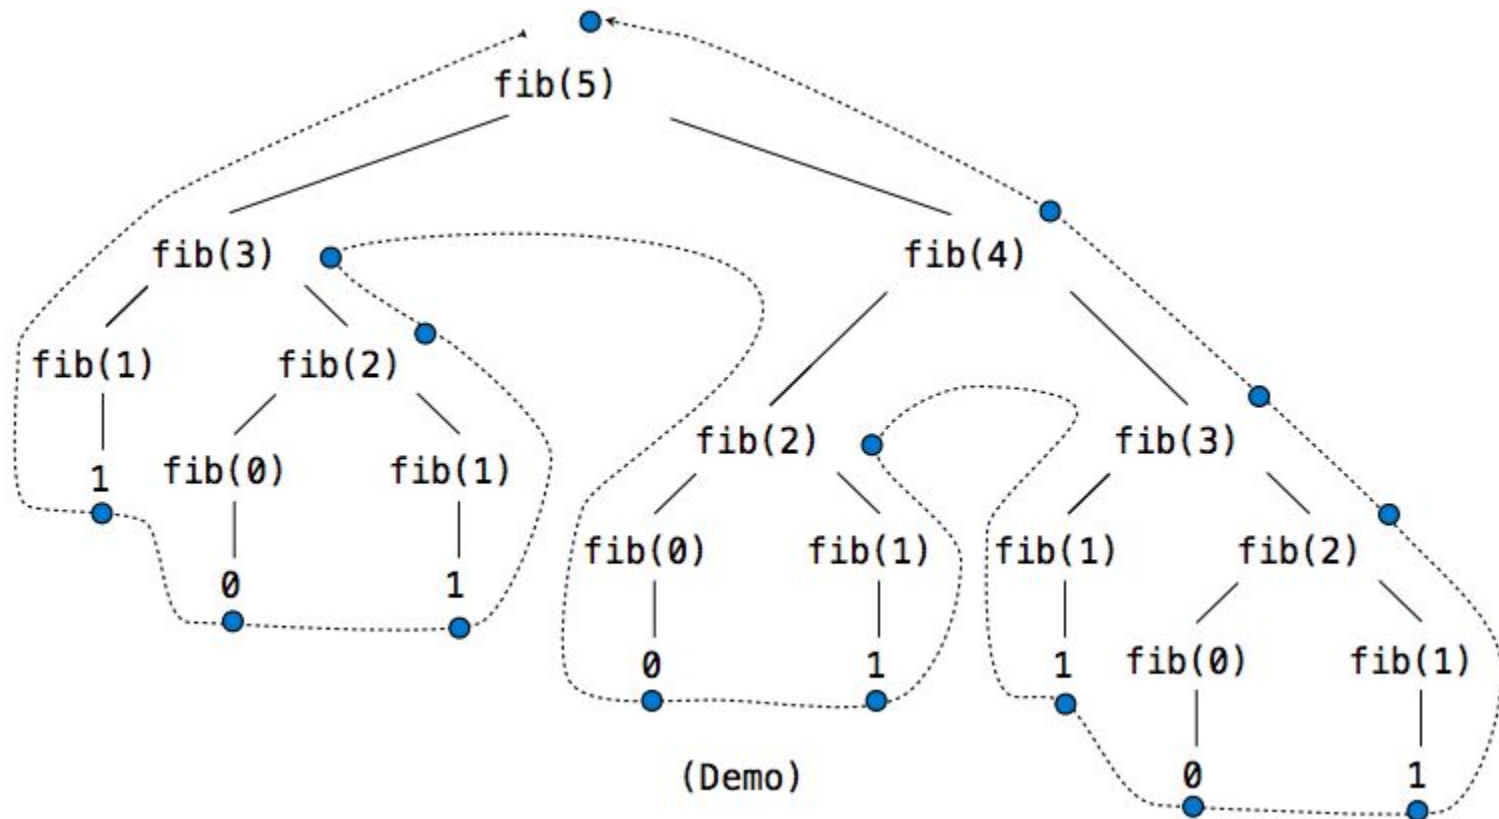 fib(5)
fib(3) fib(4)
fib(1) fib(2)
fib(2) fib(3)
1 fib(0) fib(1)
fib(0) fib(1) fib(1) fib(2)
0 1
0 1 1 fib(0) fib(1)
(Demo) 0 1